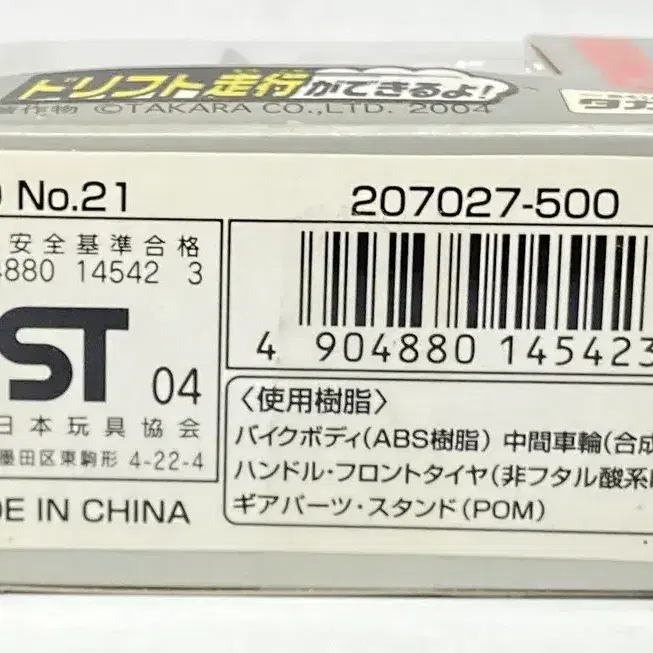 ドリフト走行ができるよ!
作物 ©TAKARA CO.,LTD. 2004
No.21
207027-500
安全基準合格
4880 14542 3
ST 04
日本玩具協会
墨田区東駒形 4-22-4
MADE IN CHINA
4 904880 145423
〈使用樹脂〉
バイクボディ(ABS樹脂) 中間車輪(合成
ハンドル・フロントタイヤ(非フタル酸系
ギアパーツ・スタンド(POM)